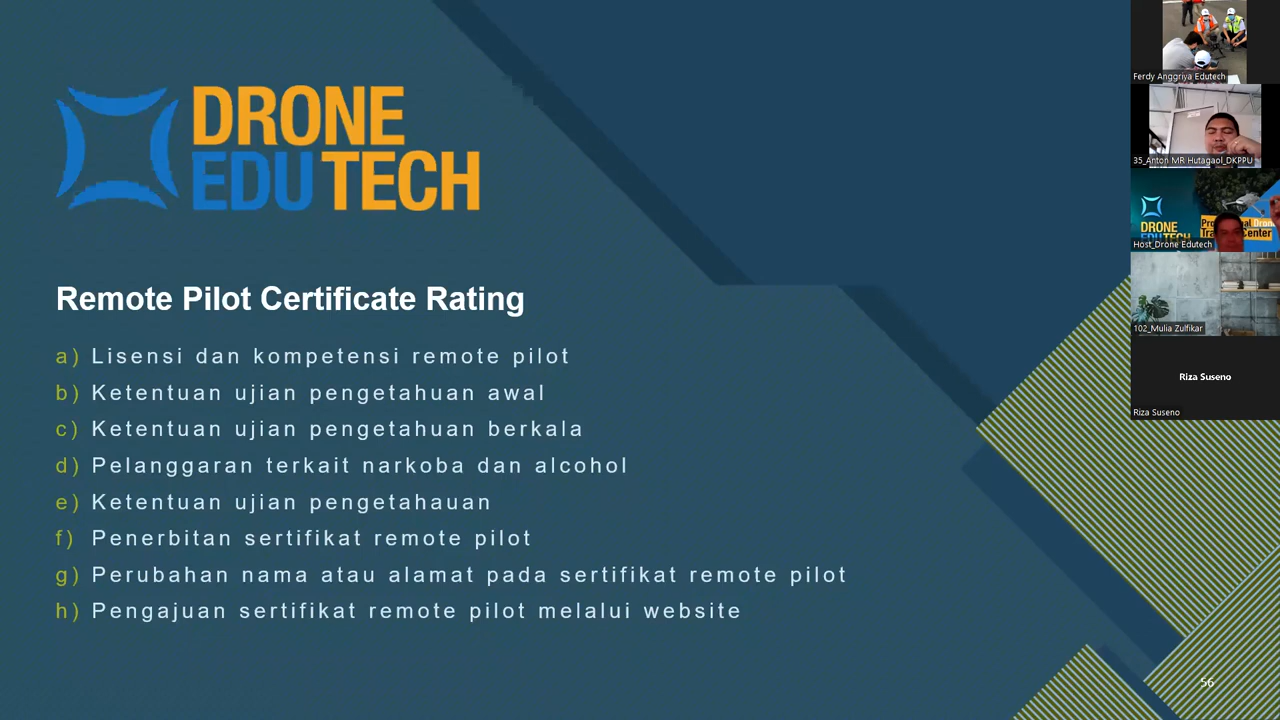 DRONE
EDUTECH
Remote Pilot Certificate Rating
a) Lisensi dan kompetensi remote pilot
b) Ketentuan ujian pengetahuan awal
c) Ketentuan ujian pengetahuan berkala
d) Pelanggaran terkait narkoba dan alcohol
e) Ketentuan ujian pengetahauan
f) Penerbitan sertifikat remote pilot
g) Perubahan nama atau alamat pada sertifikat remote pilot
h) Pengajuan sertifikat remote pilot melalui website
56
Ferdy Anggriya Edutech
35_Anton MR Hutagaol_DKPPU
DRONE
Center
Host_Drone Edutech
102_Mulia Zulfikar
Riza Suseno
Riza Suseno